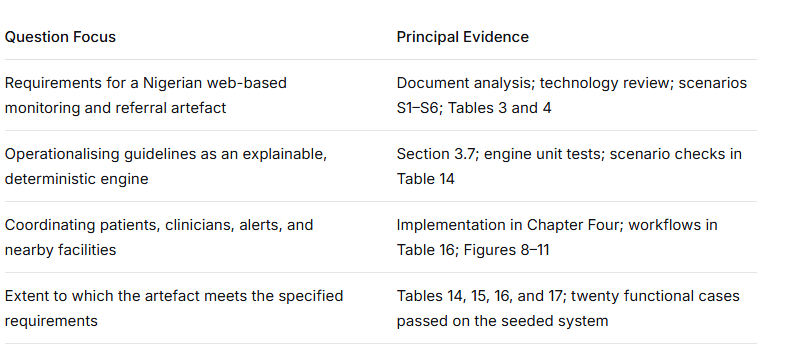 Question Focus
Principal Evidence
Requirements for a Nigerian web-based
monitoring and referral artefact
Document analysis; technology review; scenarios
S1–S6; Tables 3 and 4
Operationalising guidelines as an explainable,
deterministic engine
Section 3.7; engine unit tests; scenario checks in
Table 14
Coordinating patients, clinicians, alerts, and
nearby facilities
Implementation in Chapter Four; workflows in
Table 16; Figures 8–11
Extent to which the artefact meets the specified
requirements
Tables 14, 15, 16, and 17; twenty functional cases
passed on the seeded system